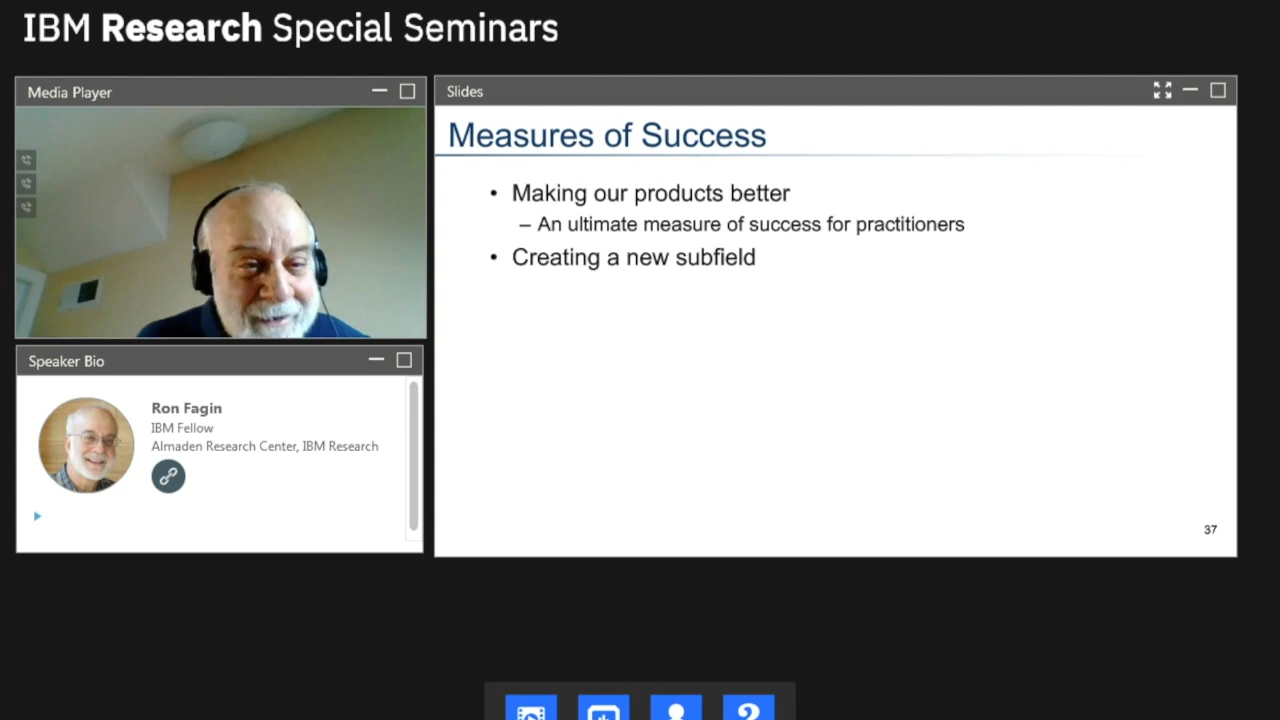 IBM Research Special Seminars
Media Player
Slides
Measures of Success
• Making our products better
– An ultimate measure of success for practitioners
• Creating a new subfield
37
Speaker Bio
Ron Fagin
IBM Fellow
Almaden Research Center, IBM Research
?